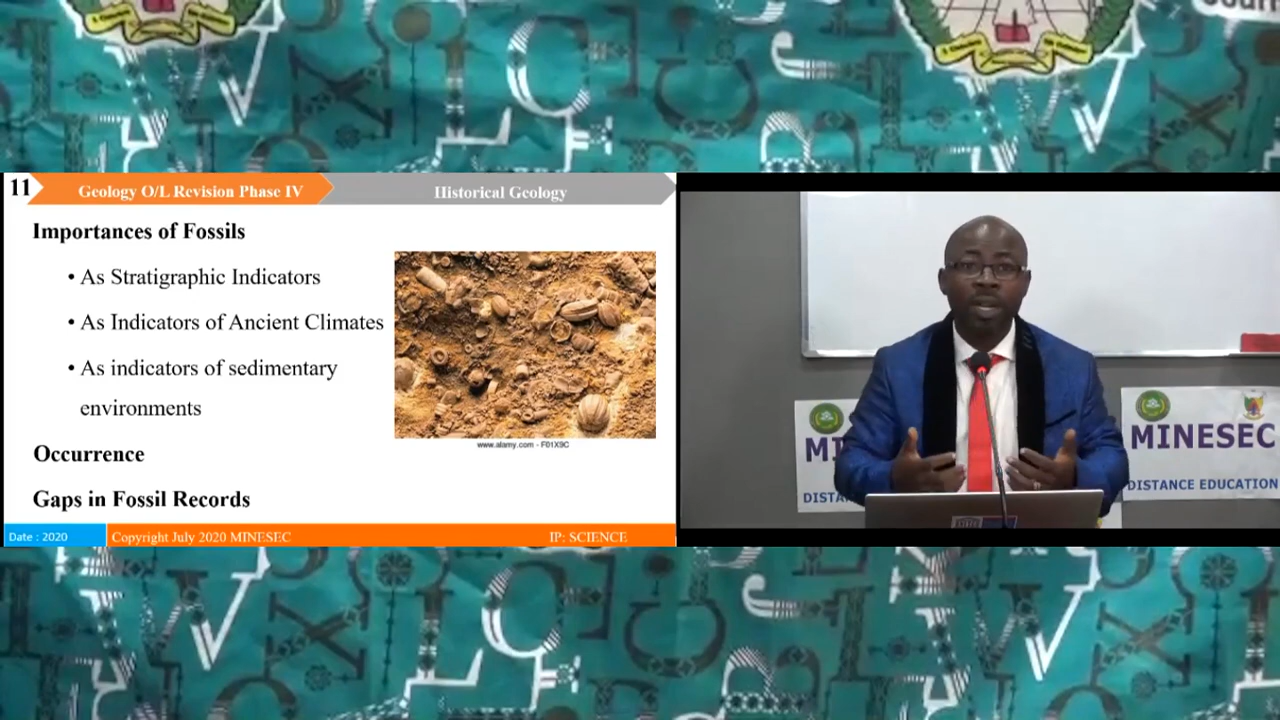 11
Geology O/L Revision Phase IV
Historical Geology
Importances of Fossils
• As Stratigraphic Indicators
• As Indicators of Ancient Climates
• As indicators of sedimentary
environments
www.alamy.com - F01X9C
Occurrence
Gaps in Fossil Records
Date : 2020
Copyright July 2020 MINESEC
IP: SCIENCE
MINESEC
DISTANCE EDUCATION